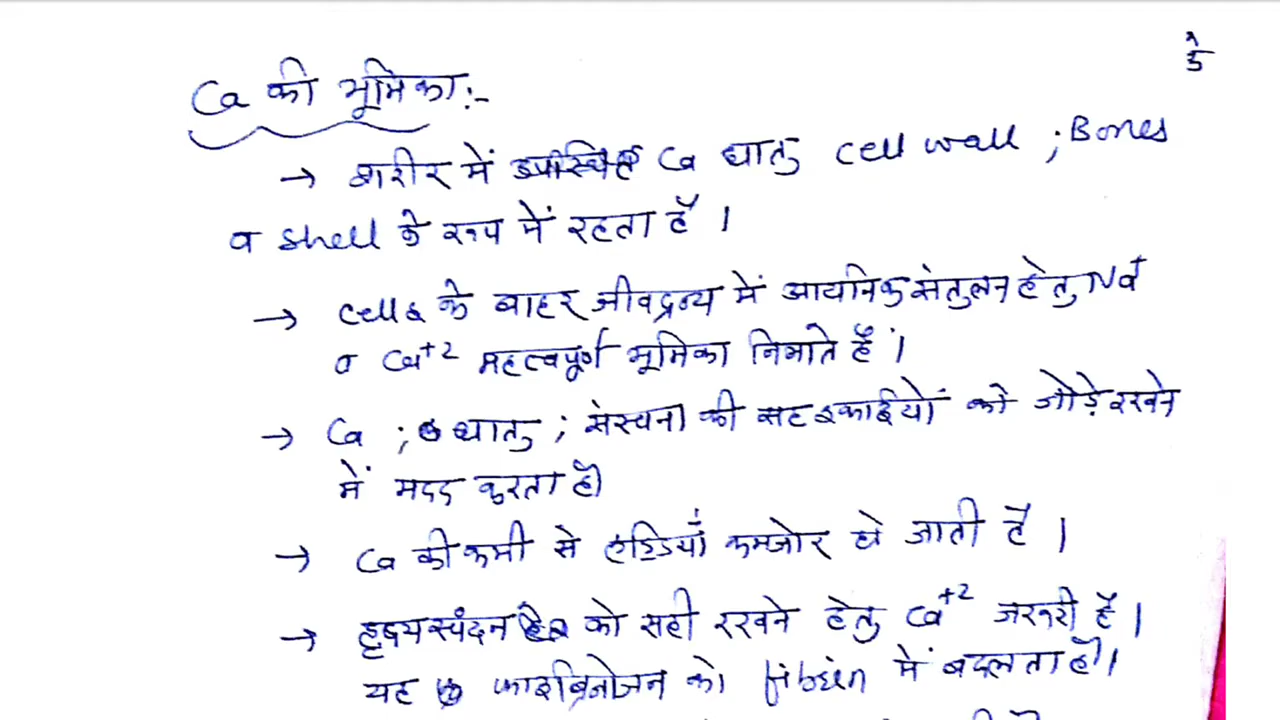 Ca की भूमिका:-
→ शरीर में उपस्थित Ca धातु cell wall ; Bones
व shell के रूप में रहता है ।
→ cells के बाहर जीवद्रव्य में आयनिक संतुलन हेतु Na+
व Ca+2 महत्वपूर्ण भूमिका निभाते हैं ।
→ Ca ; धातु ; संरचना की सह इकाईयों को जोड़े रखने
में मदद करता है।
→ Ca की कमी से हड्डियाँ कमजोर हो जाती हैं ।
→ हृदय स्पंदन को सही रखने हेतु Ca+2 जरूरी है ।
यह फाइब्रिनोजन को fibrin में बदलता है।